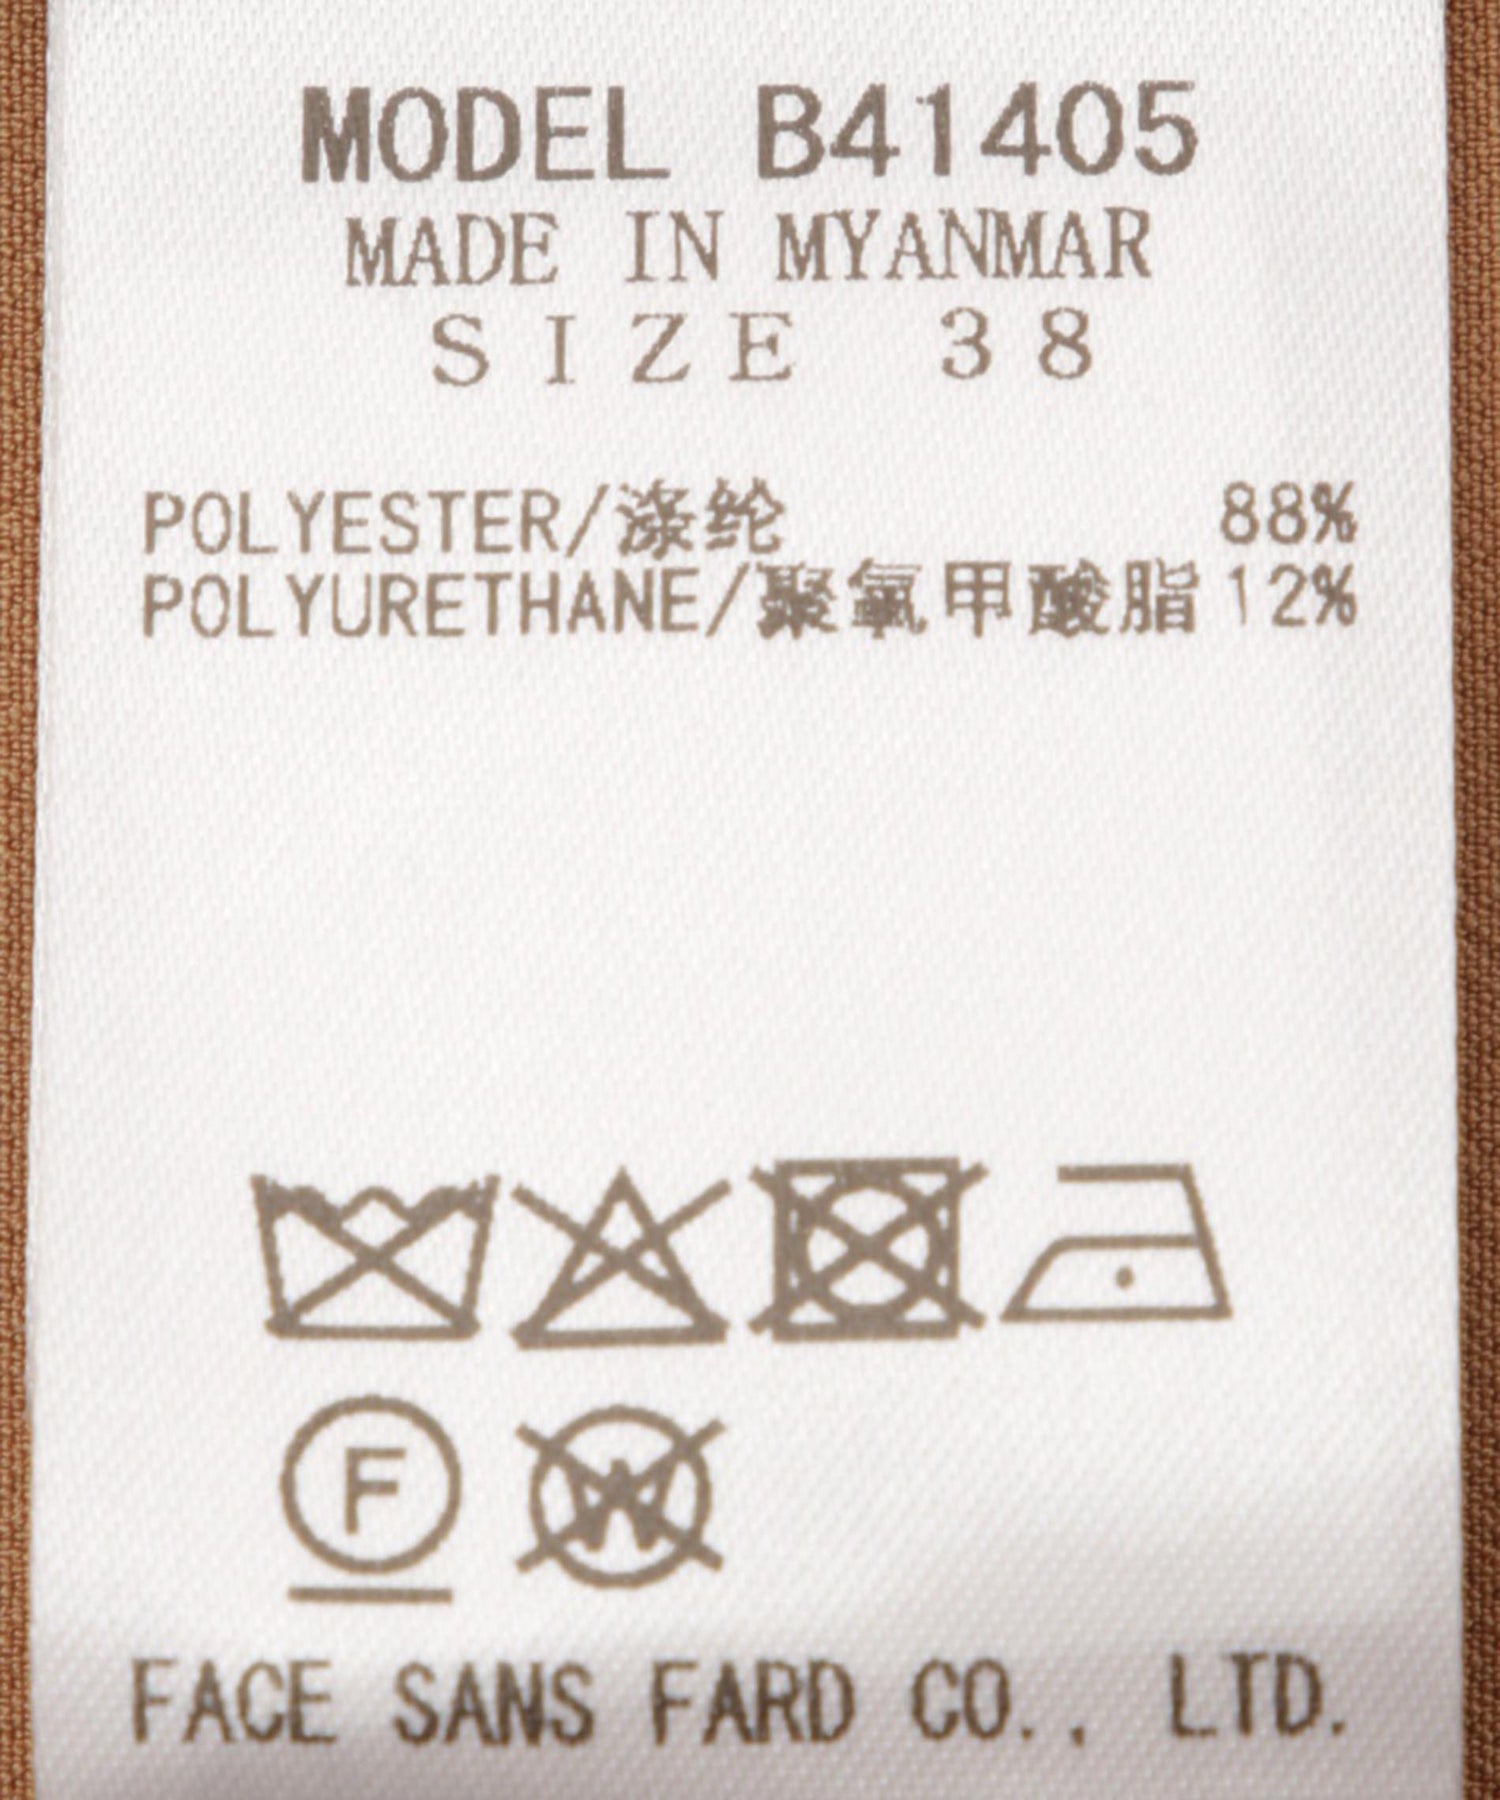 MODEL B41405
MADE IN MYANMAR
SIZE 38
POLYESTER/涤纶 88%
POLYURETHANE/聚氨甲酸脂 12%
F
W
FACE SANS FARD CO., LTD.